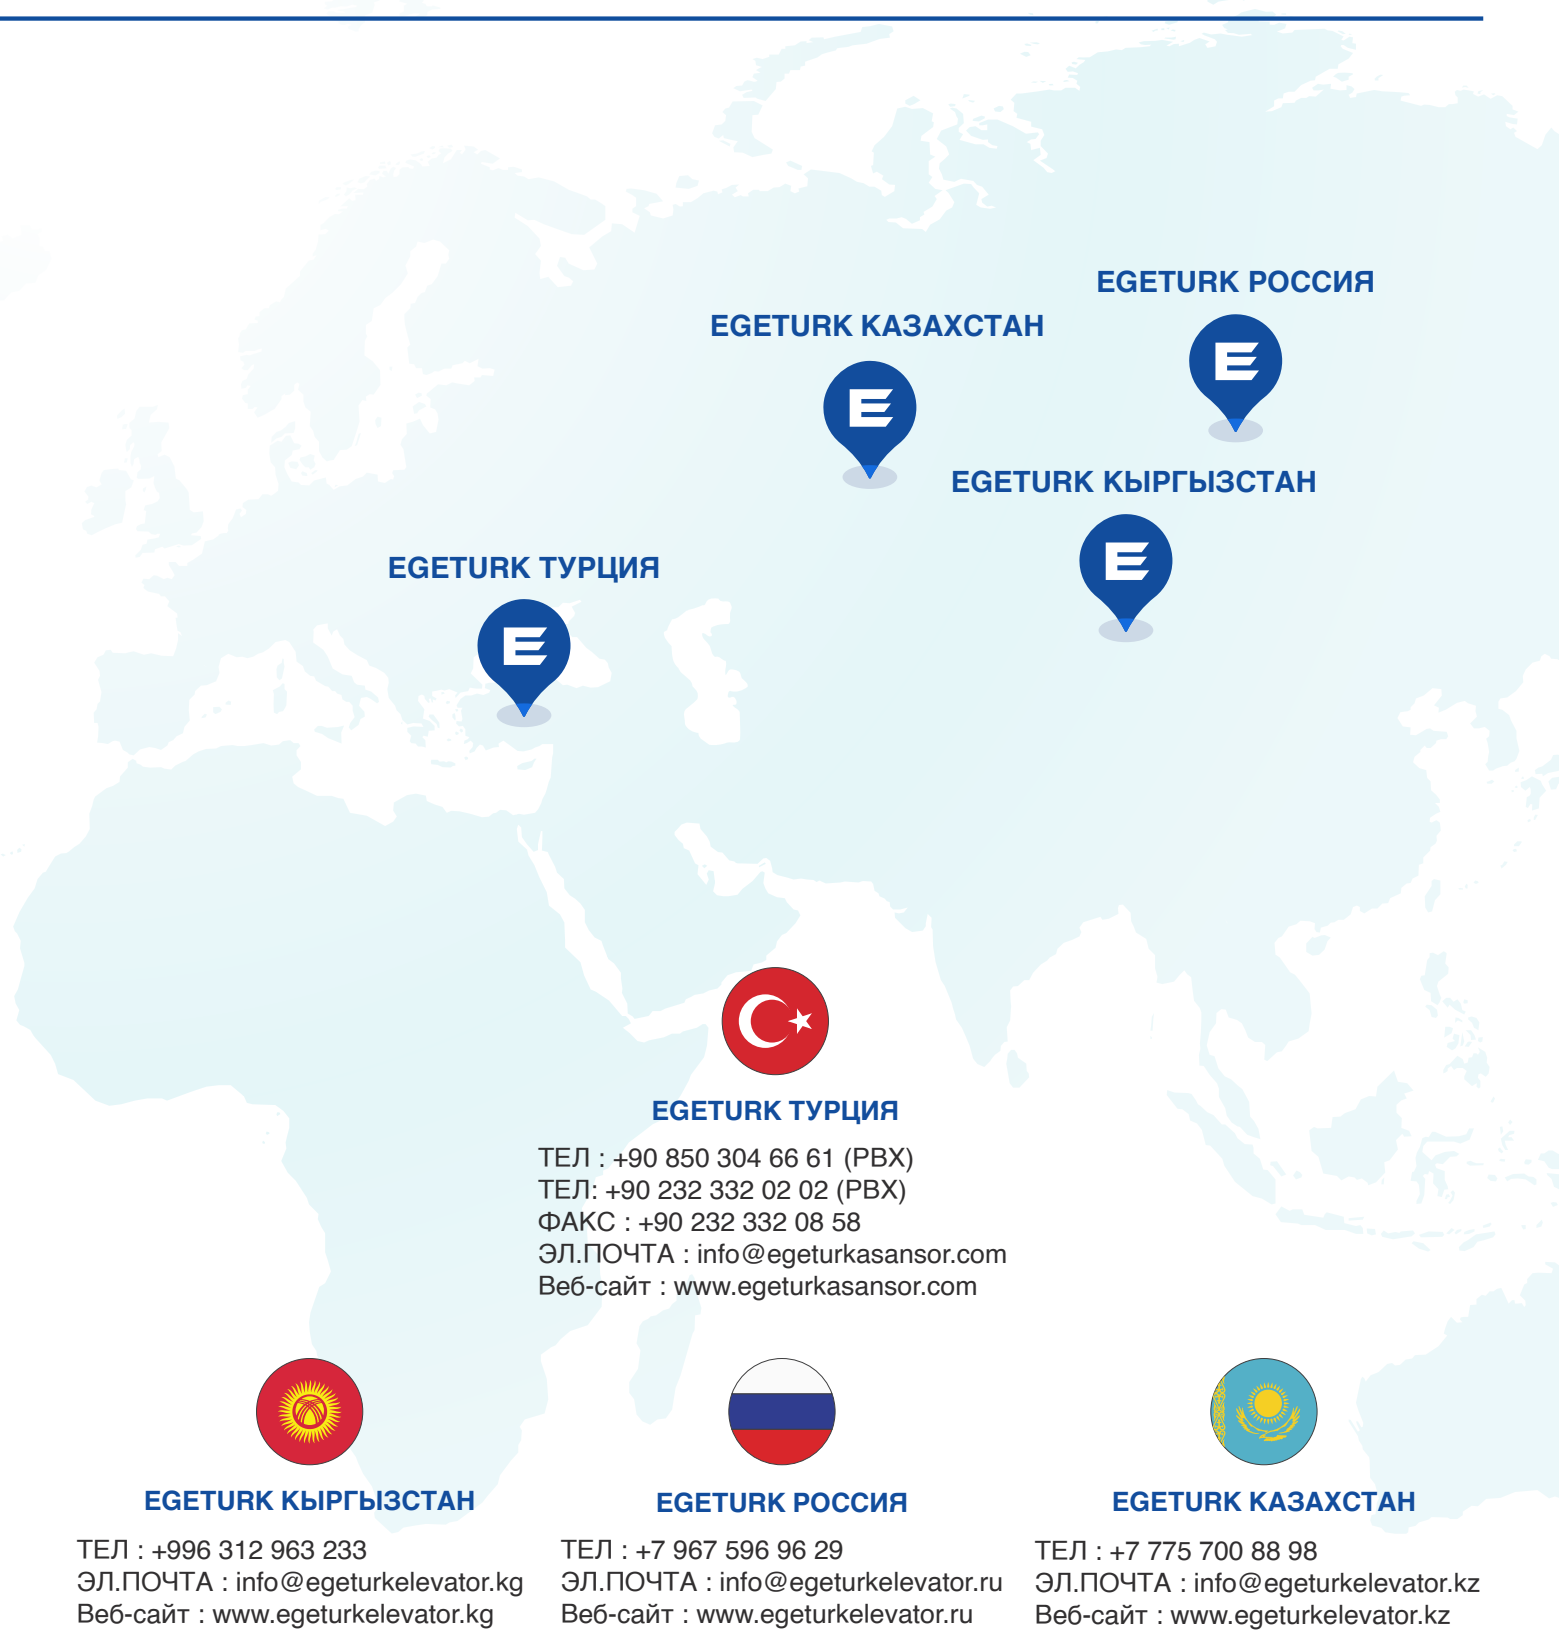 EGETURK РОССИЯ
EGETURK КАЗАХСТАН
EGETURK КЫРГЫЗСТАН
EGETURK ТУРЦИЯ
EGETURK ТУРЦИЯ
ТЕЛ : +90 850 304 66 61 (PBX)
ТЕЛ: +90 232 332 02 02 (PBX)
ФАКС : +90 232 332 08 58
ЭЛ.ПОЧТА : info@egeturkasansor.com
Веб-сайт : www.egeturkasansor.com
EGETURK КЫРГЫЗСТАН
ТЕЛ : +996 312 963 233
ЭЛ.ПОЧТА : info@egeturkelevator.kg
Веб-сайт : www.egeturkelevator.kg
EGETURK РОССИЯ
ТЕЛ : +7 967 596 96 29
ЭЛ.ПОЧТА : info@egeturkelevator.ru
Веб-сайт : www.egeturkelevator.ru
EGETURK КАЗАХСТАН
ТЕЛ : +7 775 700 88 98
ЭЛ.ПОЧТА : info@egeturkelevator.kz
Веб-сайт : www.egeturkelevator.kz